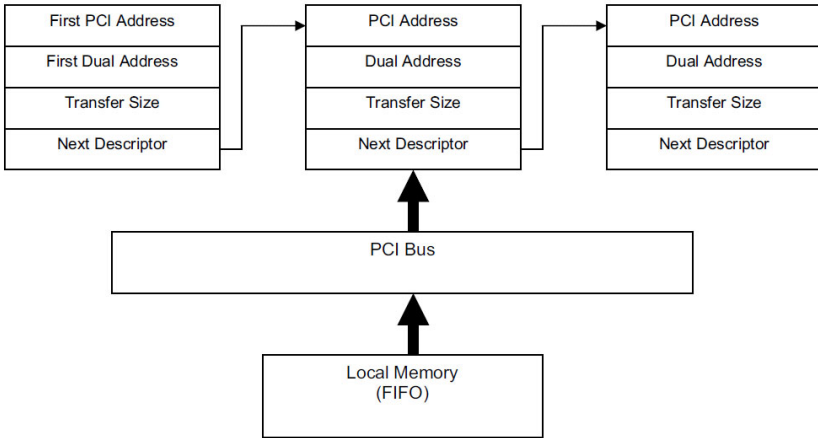 First PCI Address
First Dual Address
Transfer Size
Next Descriptor
PCI Address
Dual Address
Transfer Size
Next Descriptor
PCI Address
Dual Address
Transfer Size
Next Descriptor
PCI Bus
Local Memory
(FIFO)